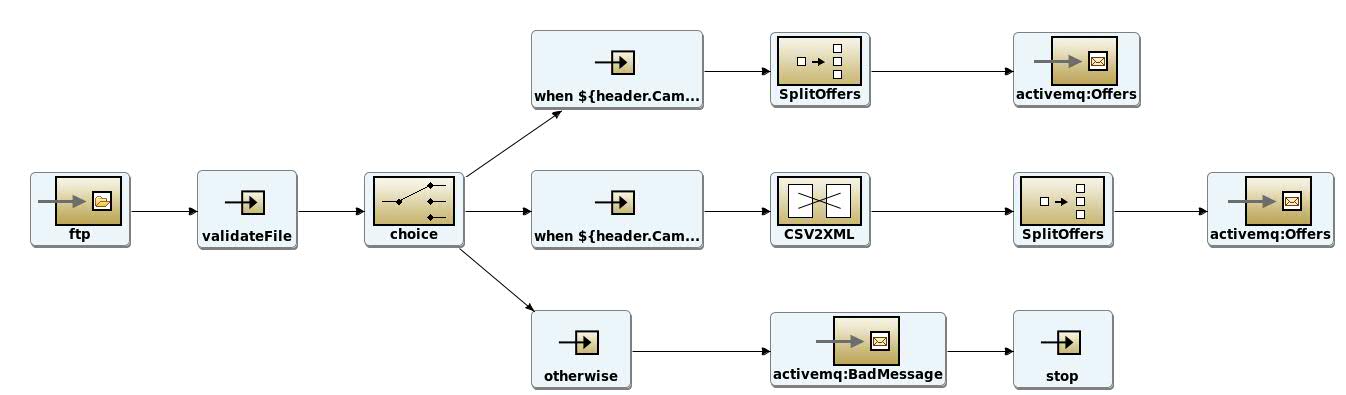 when ${header.Cam...
SplitOffers
activemq:Offers
ftp
validateFile
choice
when ${header.Cam...
CSV2XML
SplitOffers
activemq:Offers
otherwise
activemq:BadMessage
stop